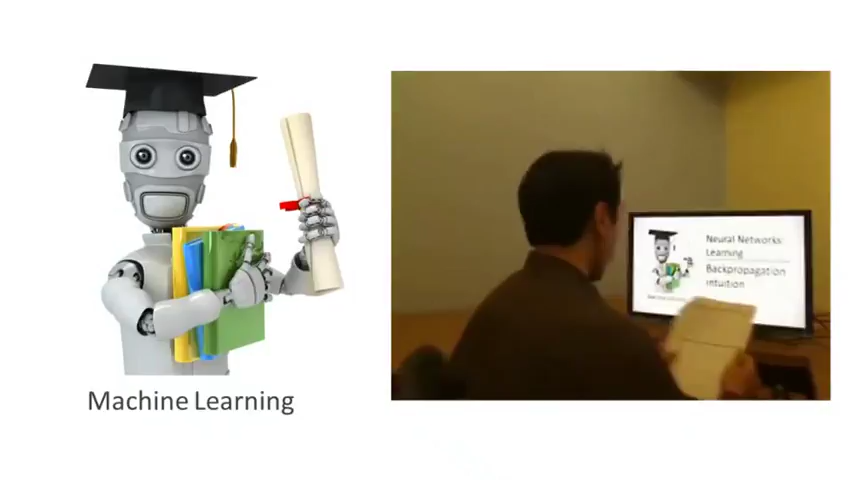 Machine Learning
Neural Networks:
Learning
Backpropagation
intuition